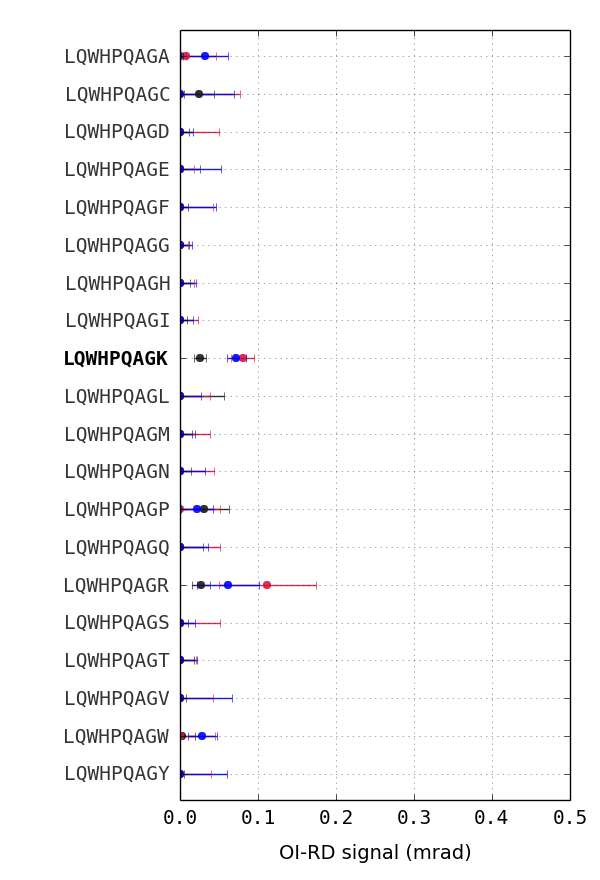 LQWHPQAGA
LQWHPQAGC
LQWHPQAGD
LQWHPQAGE
LQWHPQAGF
LQWHPQAGG
LQWHPQAGH
LQWHPQAGI
LQWHPQAGK
LQWHPQAGL
LQWHPQAGM
LQWHPQAGN
LQWHPQAGP
LQWHPQAGQ
LQWHPQAGR
LQWHPQAGS
LQWHPQAGT
LQWHPQAGV
LQWHPQAGW
LQWHPQAGY
0.0 0.1 0.2 0.3 0.4 0.5
OI-RD signal (mrad)